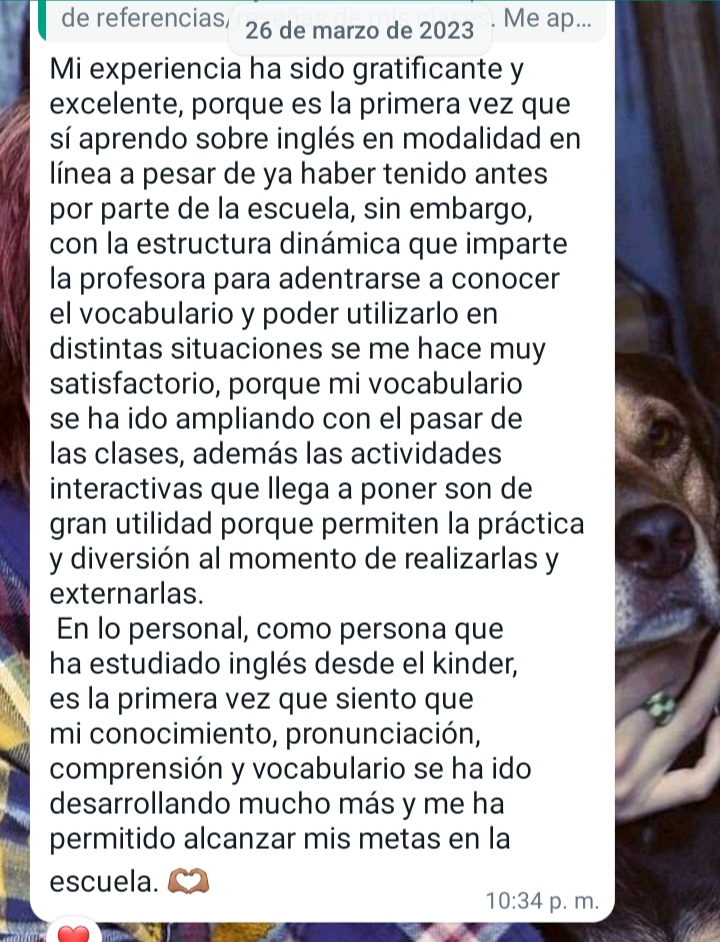 de referencias/reseñas de mis clases. Me ap...
26 de marzo de 2023
Mi experiencia ha sido gratificante y
excelente, porque es la primera vez que
sí aprendo sobre inglés en modalidad en
línea a pesar de ya haber tenido antes
por parte de la escuela, sin embargo,
con la estructura dinámica que imparte
la profesora para adentrarse a conocer
el vocabulario y poder utilizarlo en
distintas situaciones se me hace muy
satisfactorio, porque mi vocabulario
se ha ido ampliando con el pasar de
las clases, además las actividades
interactivas que llega a poner son de
gran utilidad porque permiten la práctica
y diversión al momento de realizarlas y
externarlas.
En lo personal, como persona que
ha estudiado inglés desde el kinder,
es la primera vez que siento que
mi conocimiento, pronunciación,
comprensión y vocabulario se ha ido
desarrollando mucho más y me ha
permitido alcanzar mis metas en la
escuela. 🫶🏽
10:34 p. m.